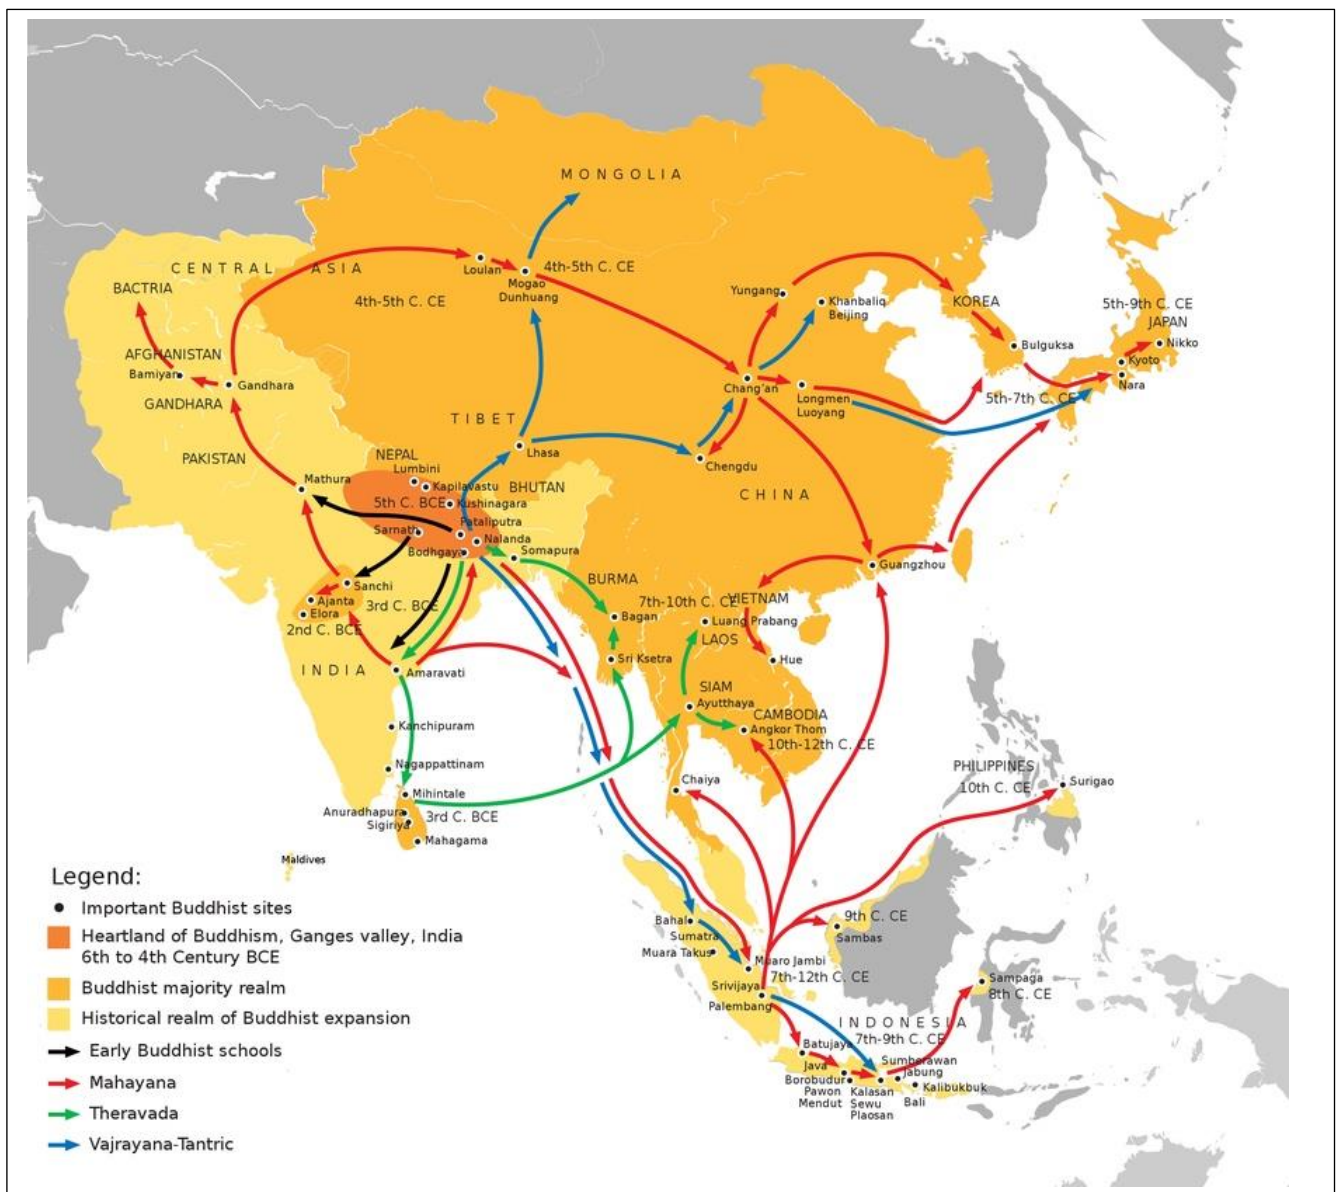 MONGOLIA
CENTRAL ASIA
Loulan
Mogao
Dunhuang
4th-5th C. CE
4th-5th C. CE
BACTRIA
Yungang
Khanbaliq
Beijing
KOREA
5th-9th C. CE
JAPAN
Nikko
Bulguksa
Kyoto
Nara
AFGHANISTAN
Bamiyan
Gandhara
GANDHARA
Chang'an
Longmen
Luoyang
5th-7th C. CE
TIBET
Lhasa
Chengdu
PAKISTAN
NEPAL
Lumbini
Kapilavastu
BHUTAN
Mathura
5th C. BCE
Kushinagara
CHINA
Pataliputra
Sarnath
Nalanda
Bodhgaya
Somapura
Guangzhou
BURMA
Sanchi
Ajanta
Elora
3rd C. BCE
2nd C. BCE
7th-10th C. CE
VIETNAM
Bagan
Luang Prabang
LAOS
Sri Ksetra
Hue
INDIA
Amaravati
SIAM
Ayutthaya
CAMBODIA
Angkor Thom
10th-12th C. CE
Kanchipuram
Nagappattinam
PHILIPPINES
10th C. CE
Surigao
Chaiya
Mihintale
Anuradhapura
Sigiriya
3rd C. BCE
Mahagama
Maldives
Legend:
Important Buddhist sites
Heartland of Buddhism, Ganges valley, India
6th to 4th Century BCE
Buddhist majority realm
Historical realm of Buddhist expansion
Early Buddhist schools
Mahayana
Theravada
Vajrayana-Tantric
Bahal
Sumatra
Muara Takus
Muaro Jambi
7th-12th C. CE
Srivijaya
Palembang
9th C. CE
Sambas
Sampaga
8th C. CE
INDONESIA
7th-9th C. CE
Batujaya
Java
Borobudur
Pawon
Mendut
Kalasan
Sewu
Plaosan
Sumberawan
Jabung
Kalibukbuk
Bali